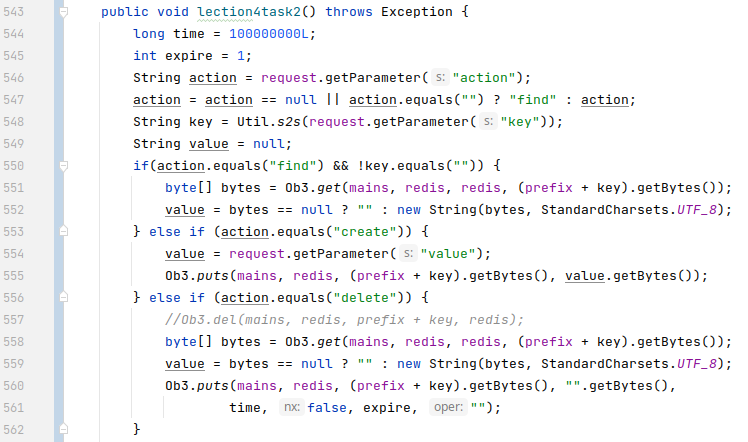 543 public void lection4task2() throws Exception {
544 long time = 100000000L;
545 int expire = 1;
546 String action = request.getParameter( s: "action");
547 action = action == null || action.equals("") ? "find" : action;
548 String key = Util.s2s(request.getParameter( s: "key"));
549 String value = null;
550 if(action.equals("find") && !key.equals("")) {
551 byte[] bytes = Ob3.get(mains, redis, redis, (prefix + key).getBytes());
552 value = bytes == null ? "" : new String(bytes, StandardCharsets.UTF_8);
553 } else if (action.equals("create")) {
554 value = request.getParameter( s: "value");
555 Ob3.puts(mains, redis, (prefix + key).getBytes(), value.getBytes());
556 } else if (action.equals("delete")) {
557 //Ob3.del(mains, redis, prefix + key, redis);
558 byte[] bytes = Ob3.get(mains, redis, redis, (prefix + key).getBytes());
559 value = bytes == null ? "" : new String(bytes, StandardCharsets.UTF_8);
560 Ob3.puts(mains, redis, (prefix + key).getBytes(), "".getBytes(),
561 time, nx: false, expire, oper: "");
562 }